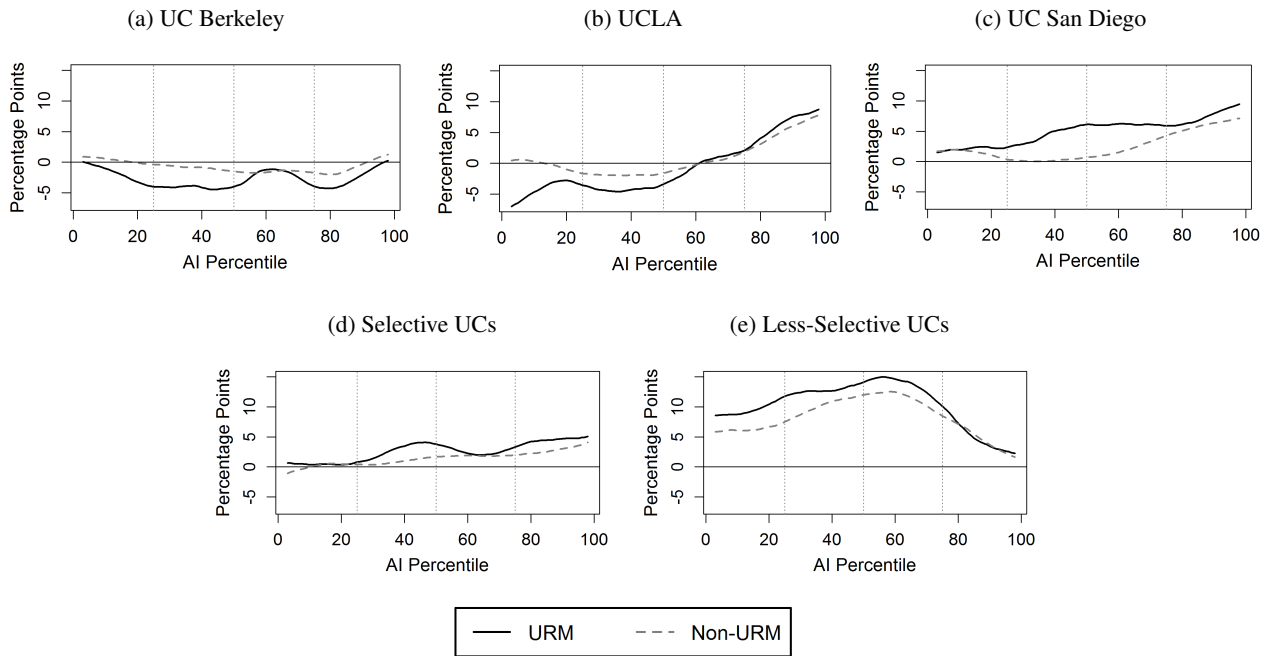 (a) UC Berkeley
Percentage Points
10
5
0
-5
0 20 40 60 80 100
AI Percentile
(b) UCLA
Percentage Points
10
5
0
-5
0 20 40 60 80 100
AI Percentile
(c) UC San Diego
Percentage Points
10
5
0
-5
0 20 40 60 80 100
AI Percentile
(d) Selective UCs
Percentage Points
10
5
0
-5
0 20 40 60 80 100
AI Percentile
(e) Less-Selective UCs
Percentage Points
10
5
0
-5
0 20 40 60 80 100
AI Percentile
URM Non-URM